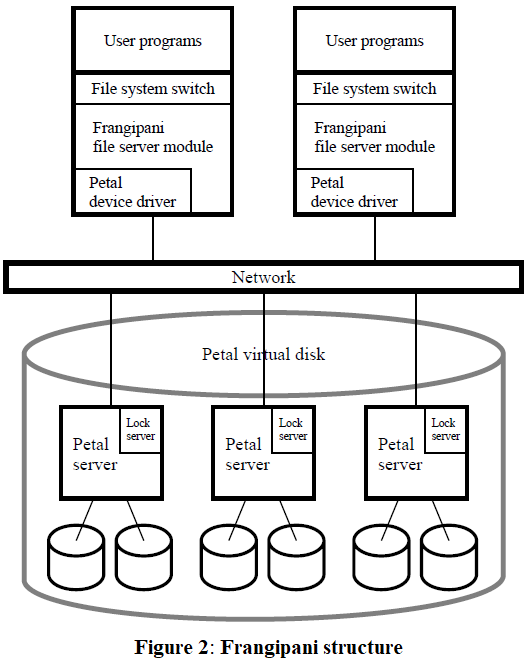 User programs
File system switch
Frangipani
file server module
Petal
device driver
User programs
File system switch
Frangipani
file server module
Petal
device driver
Network
Petal virtual disk
Lock
server
Petal
server
Lock
server
Petal
server
Lock
server
Petal
server
Figure 2: Frangipani structure